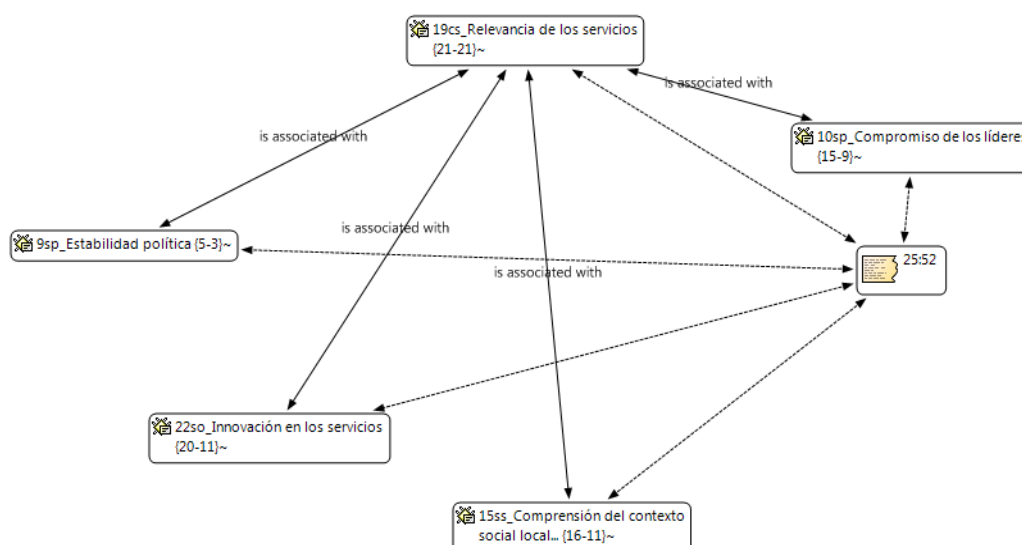 19cs_Relevancia de los servicios
{21-21}~
is associated with
10sp_Compromiso de los líderes
{15-9}~
is associated with
9sp_Estabilidad política {5-3}~
is associated with
25:52
is associated with
22so_Innovación en los servicios
{20-11}~
15ss_Comprensión del contexto
social local... {16-11}~